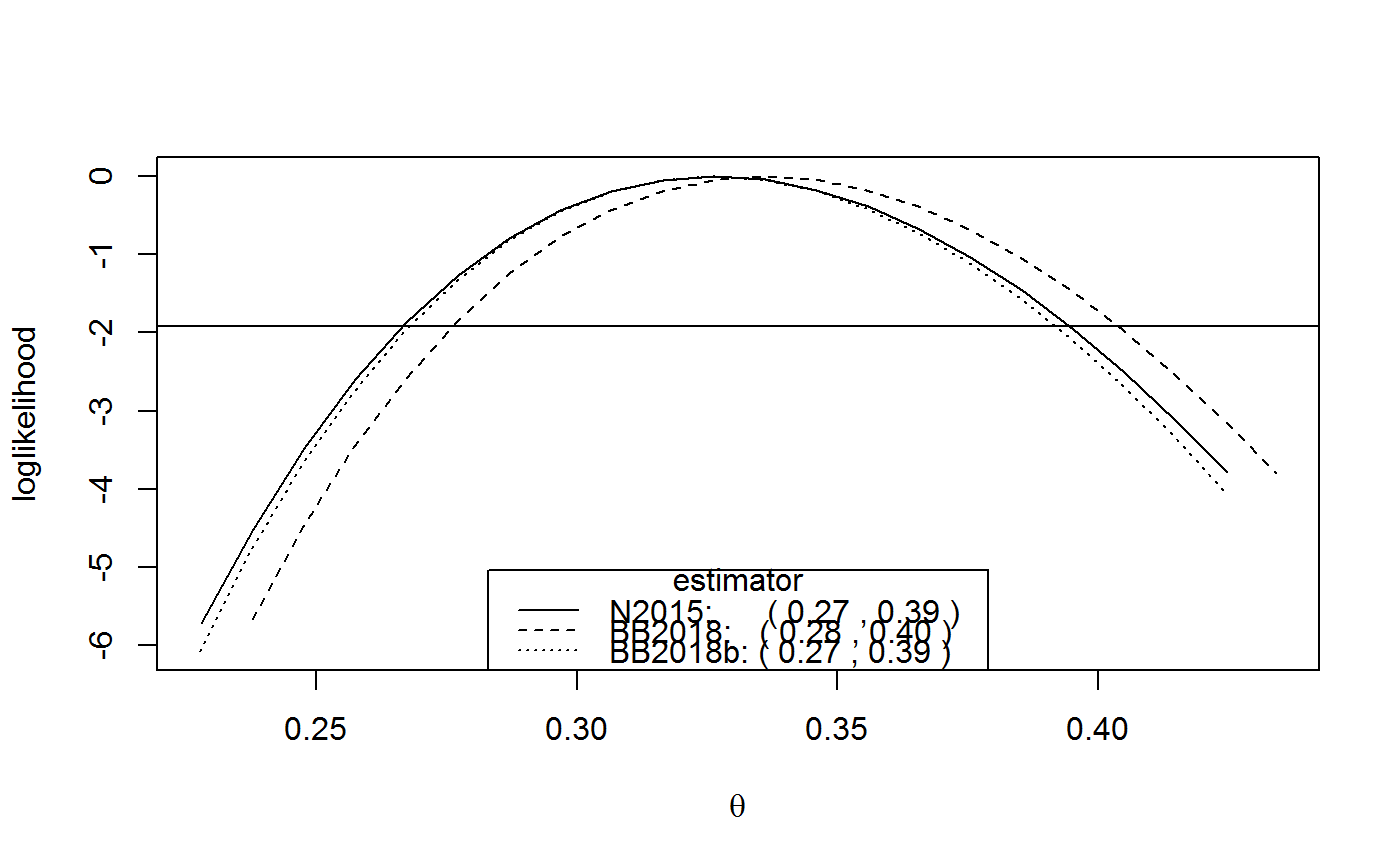 0
-1
-2
-3
-4
-5
-6
loglikelihood
estimator
N2015: ( 0.27 , 0.39 )
BB2018: ( 0.28 , 0.40 )
BB2018b: ( 0.27 , 0.39 )
0.25 0.30 0.35 0.40
θ